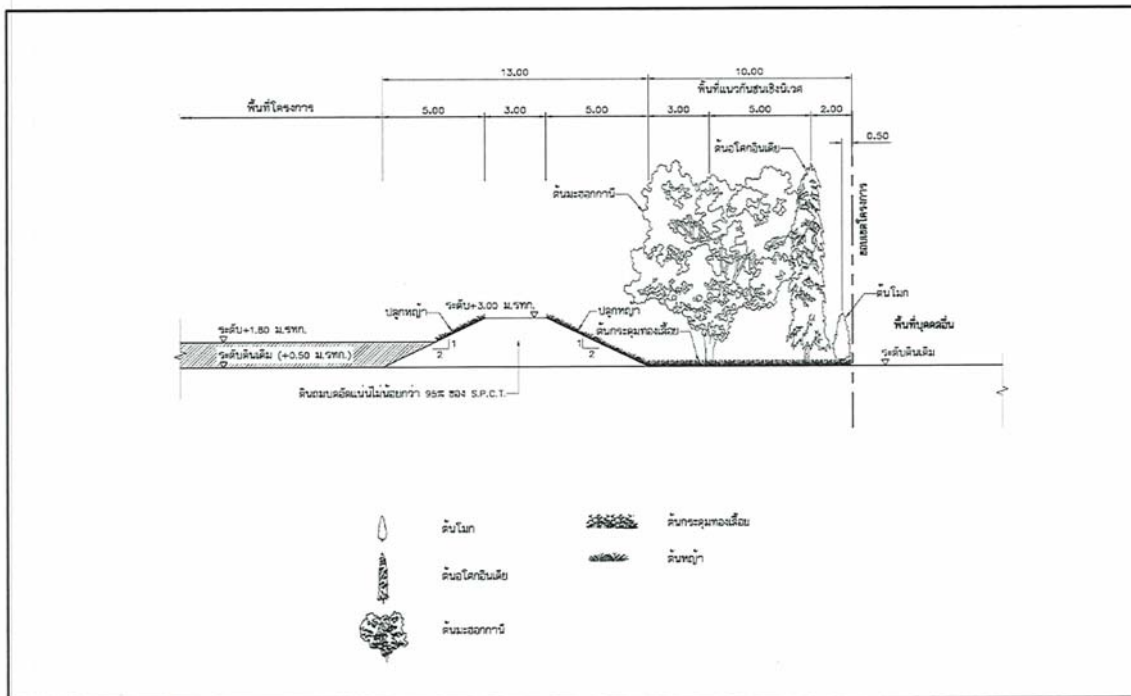 13.00
10.00
พื้นที่โครงการ
พื้นที่แนวกันชนเชิงนิเวศ
5.00
3.00
5.00
3.00
5.00
2.00
0.50
ต้นอโศกอินเดีย
ต้นมะฮอกกานี
ขอบเขตโครงการ
ต้นโมก
ปลูกหญ้า
ระดับ+3.00 ม.รทก.
ปลูกหญ้า
ต้นกระดุมทองเลื้อย
พื้นที่บุคคลอื่น
ระดับ+1.80 ม.รทก.
1
2
1
2
ระดับดินเดิม (+0.50 ม.รทก.)
ระดับดินเดิม
ดินถมบดอัดแน่นไม่น้อยกว่า 95% ของ S.P.C.T.
ต้นโมก
ต้นกระดุมทองเลื้อย
ต้นอโศกอินเดีย
ต้นหญ้า
ต้นมะฮอกกานี